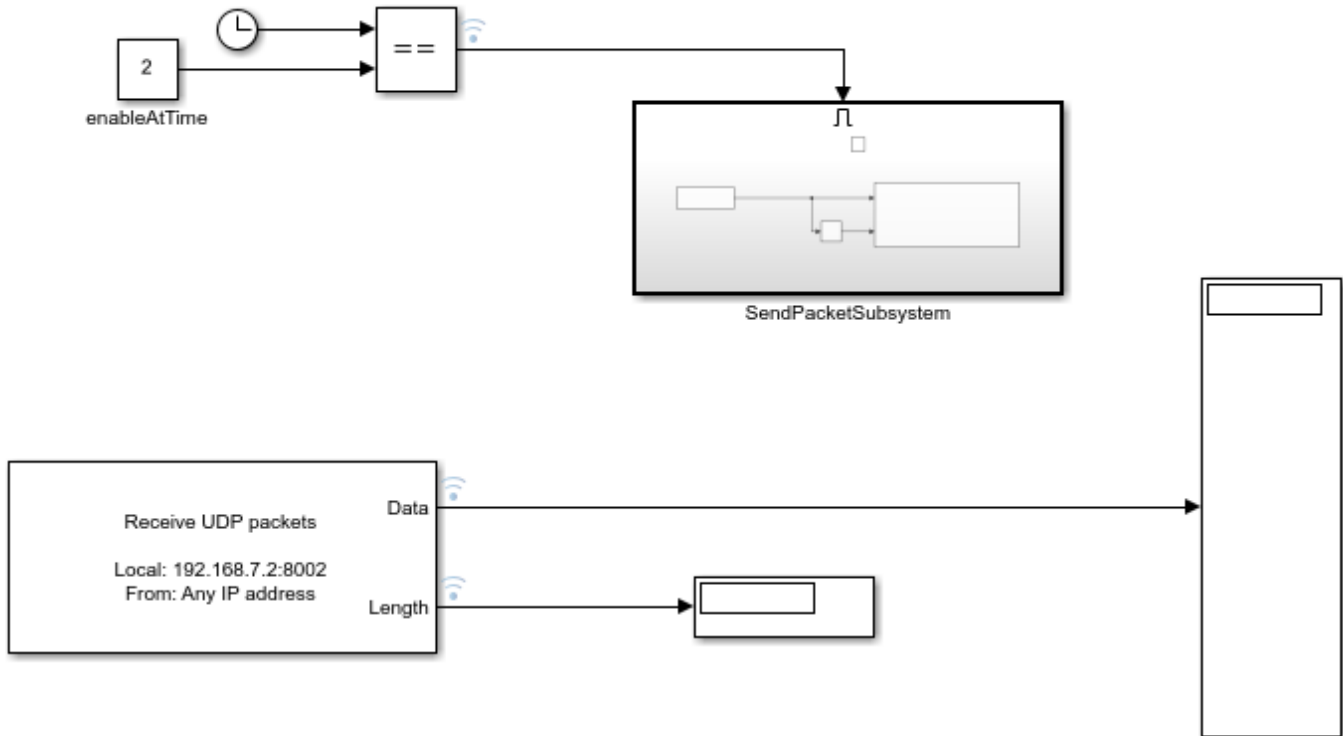 ==
2
enableAtTime
SendPacketSubsystem
Receive UDP packets
Local: 192.168.7.2:8002
From: Any IP address
Data
Length